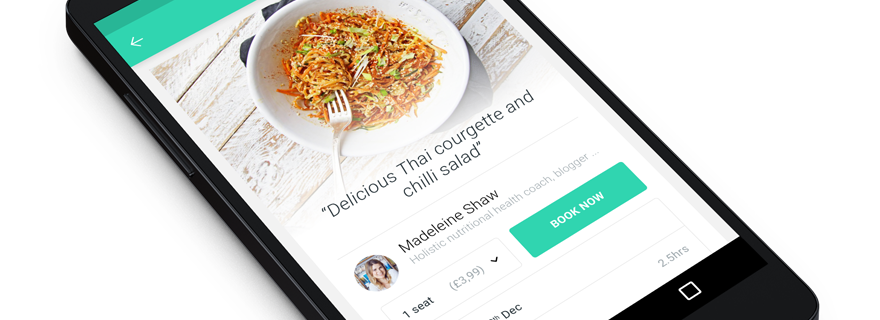 “Delicious Thai courgette and
chilli salad”
Madeleine Shaw
Holistic nutritional health coach, blogger ...
BOOK NOW
1 seat (£3,99)
th Dec
2.5hrs